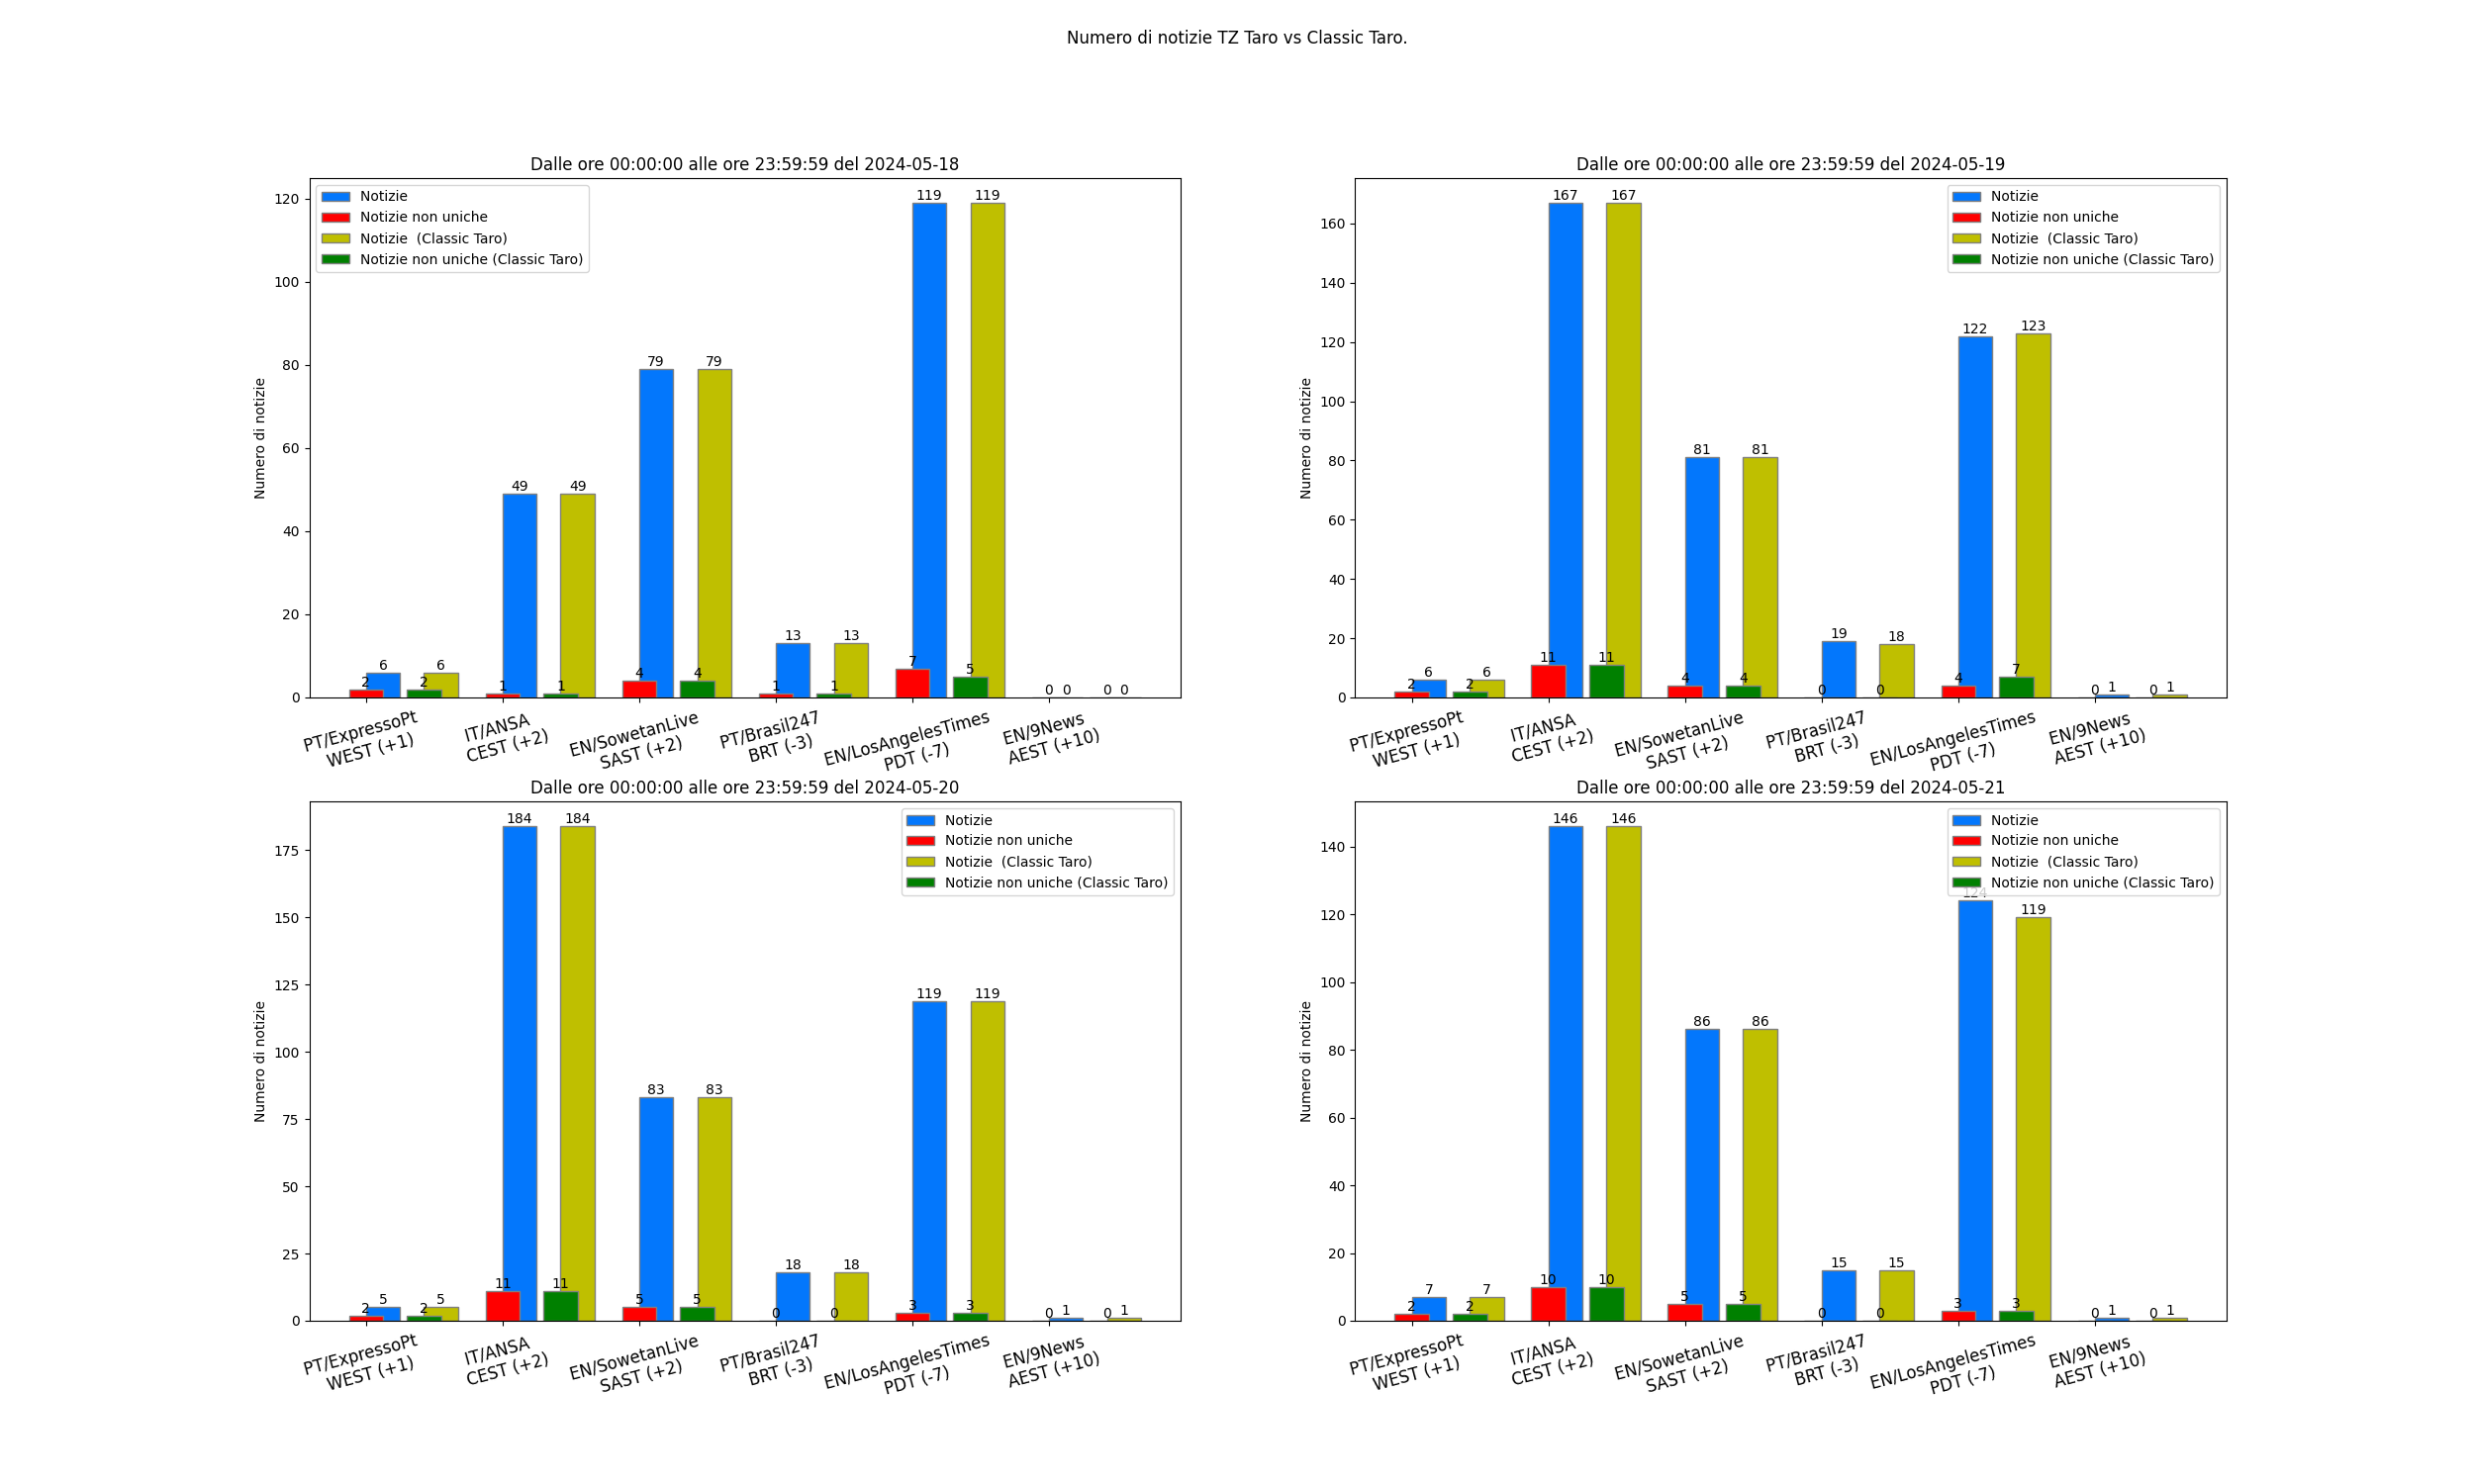 Numero di notizie TZ Taro vs Classic Taro.
Dalle ore 00:00:00 alle ore 23:59:59 del 2024-05-18
Numero di notizie
120
100
80
60
40
20
0
Notizie
Notizie non uniche
Notizie (Classic Taro)
Notizie non uniche (Classic Taro)
2 6 2 6
1 49 1 49
4 79 4 79
1 13 1 13
7 119 5 119
0 0 0 0
PT/ExpressoPt
WEST (+1)
IT/ANSA
CEST (+2)
EN/SowetanLive
SAST (+2)
PT/Brasil247
BRT (-3)
EN/LosAngelesTimes
PDT (-7)
EN/9News
AEST (+10)
Dalle ore 00:00:00 alle ore 23:59:59 del 2024-05-19
Numero di notizie
160
140
120
100
80
60
40
20
0
Notizie
Notizie non uniche
Notizie (Classic Taro)
Notizie non uniche (Classic Taro)
2 6 2 6
11 167 11 167
4 81 4 81
0 19 0 18
4 122 7 123
0 1 0 1
PT/ExpressoPt
WEST (+1)
IT/ANSA
CEST (+2)
EN/SowetanLive
SAST (+2)
PT/Brasil247
BRT (-3)
EN/LosAngelesTimes
PDT (-7)
EN/9News
AEST (+10)
Dalle ore 00:00:00 alle ore 23:59:59 del 2024-05-20
Numero di notizie
175
150
125
100
75
50
25
0
Notizie
Notizie non uniche
Notizie (Classic Taro)
Notizie non uniche (Classic Taro)
2 5 2 5
11 184 11 184
5 83 5 83
0 18 0 18
3 119 3 119
0 1 0 1
PT/ExpressoPt
WEST (+1)
IT/ANSA
CEST (+2)
EN/SowetanLive
SAST (+2)
PT/Brasil247
BRT (-3)
EN/LosAngelesTimes
PDT (-7)
EN/9News
AEST (+10)
Dalle ore 00:00:00 alle ore 23:59:59 del 2024-05-21
Numero di notizie
140
120
100
80
60
40
20
0
Notizie
Notizie non uniche
Notizie (Classic Taro)
Notizie non uniche (Classic Taro)
2 7 2 7
10 146 10 146
5 86 5 86
0 15 0 15
3 124 3 119
0 1 0 1
PT/ExpressoPt
WEST (+1)
IT/ANSA
CEST (+2)
EN/SowetanLive
SAST (+2)
PT/Brasil247
BRT (-3)
EN/LosAngelesTimes
PDT (-7)
EN/9News
AEST (+10)